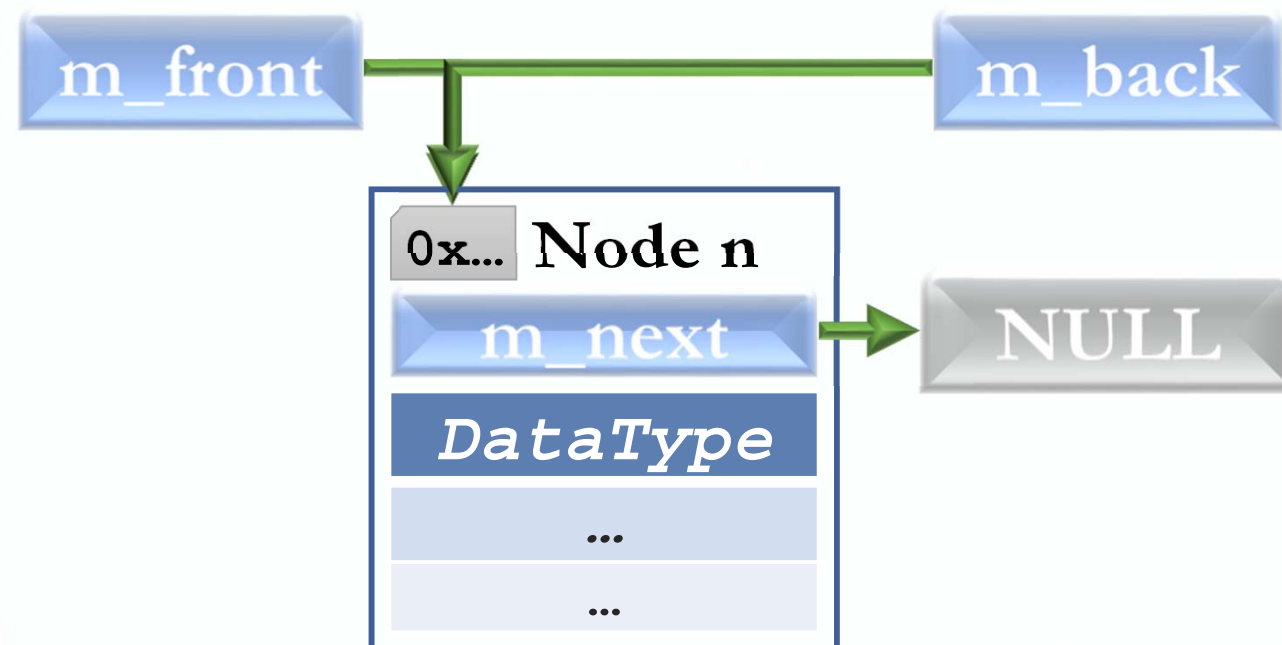 m_front
m_back
0x... Node n
m_next
NULL
DataType
...
...